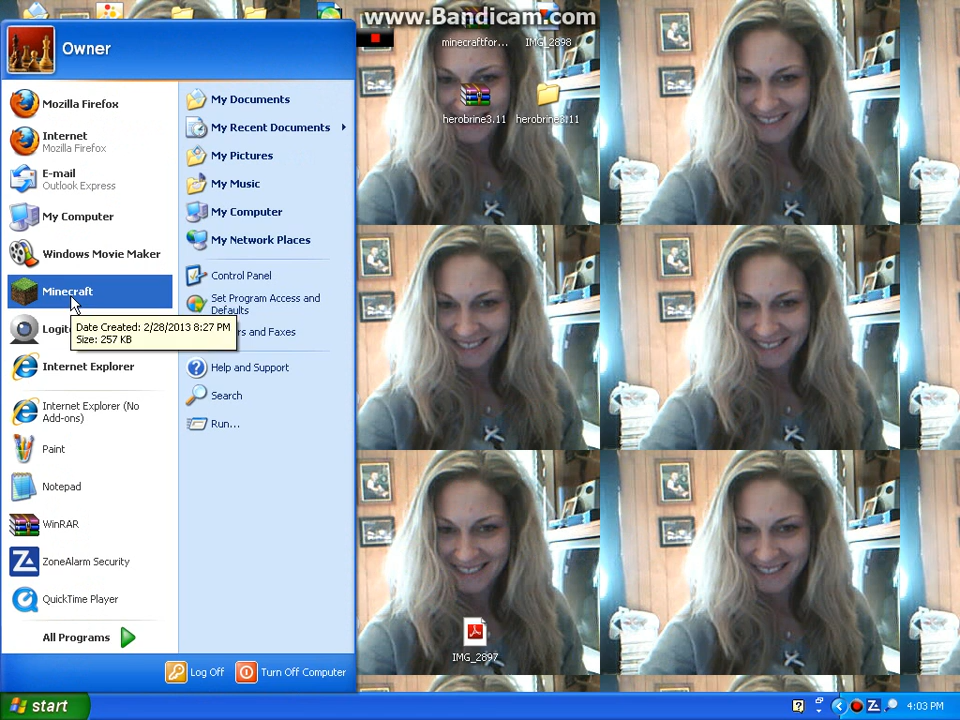 www.Bandicam.com
Owner
Mozilla Firefox
Internet
Mozilla Firefox
E-mail
Outlook Express
My Computer
Windows Movie Maker
Minecraft
Date Created: 2/28/2013 8:27 PM
Size: 257 KB
Internet Explorer
Internet Explorer (No
Add-ons)
Paint
Notepad
WinRAR
ZoneAlarm Security
QuickTime Player
All Programs
My Documents
My Recent Documents
My Pictures
My Music
My Computer
My Network Places
Control Panel
Set Program Access and
Defaults
and Faxes
Help and Support
Search
Run...
Log Off
Turn Off Computer
minecraftfor...
IMG_2898
herobrine3.11
herobrine3.11
IMG_2897
start
4:03 PM